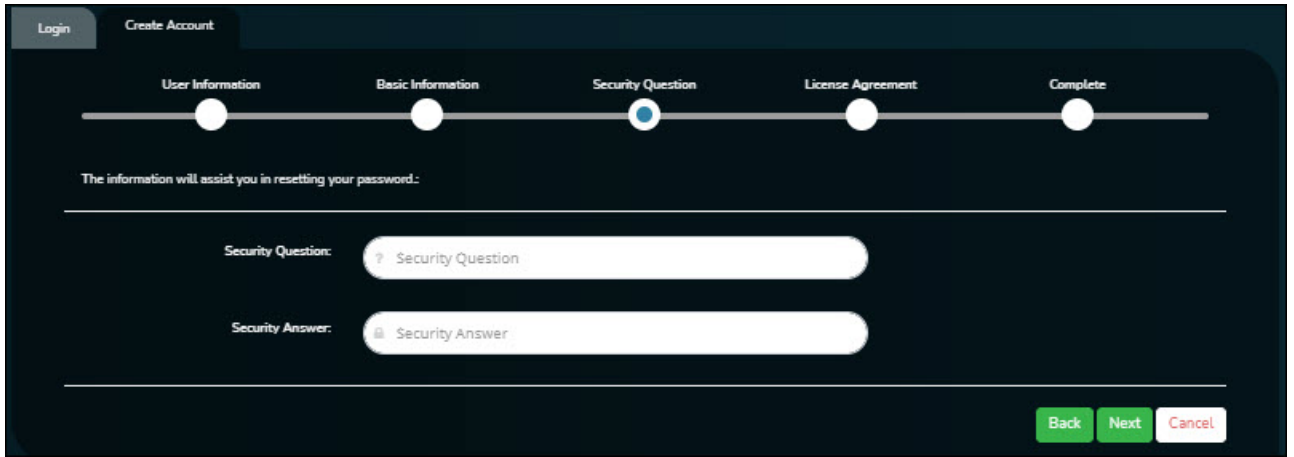 Login
Create Account
User Information
Basic Information
Security Question
License Agreement
Complete
The information will assist you in resetting your password.:
Security Question:
? Security Question
Security Answer:
Security Answer
Back
Next
Cancel